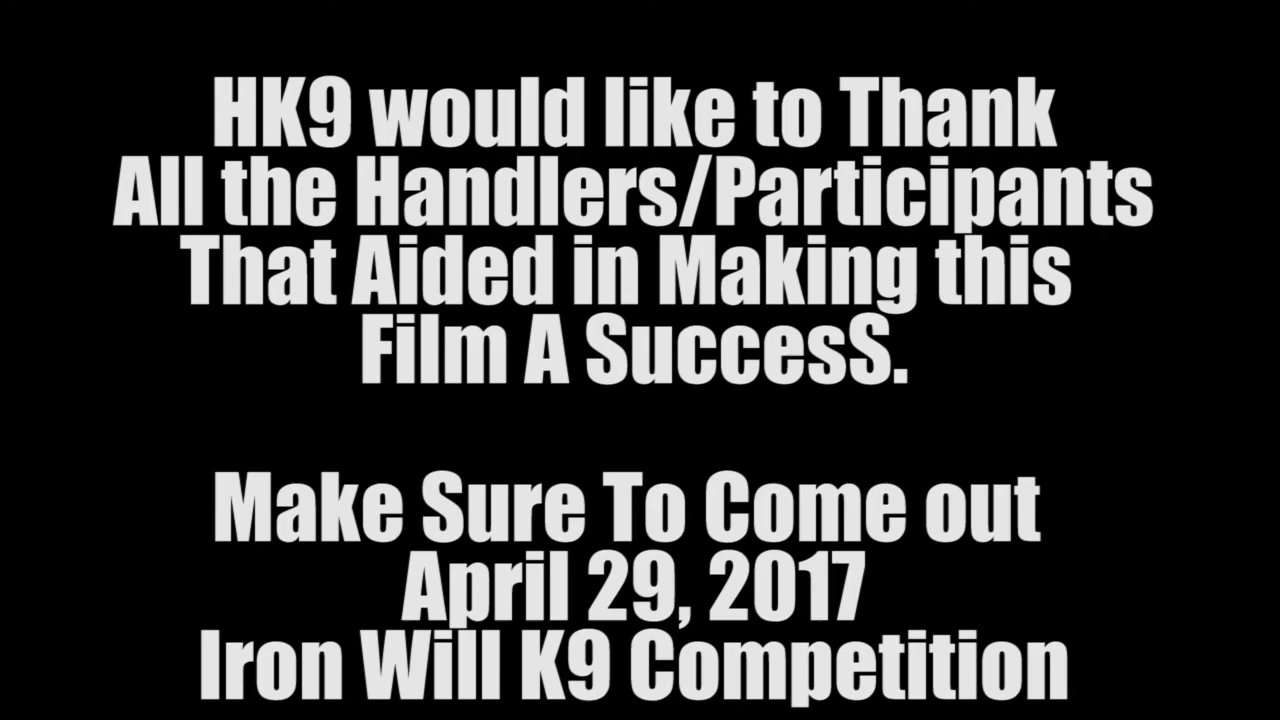 HK9 would like to Thank
All the Handlers/Participants
That Aided in Making this
Film A SuccesS.
Make Sure To Come out
April 29, 2017
Iron Will K9 Competition